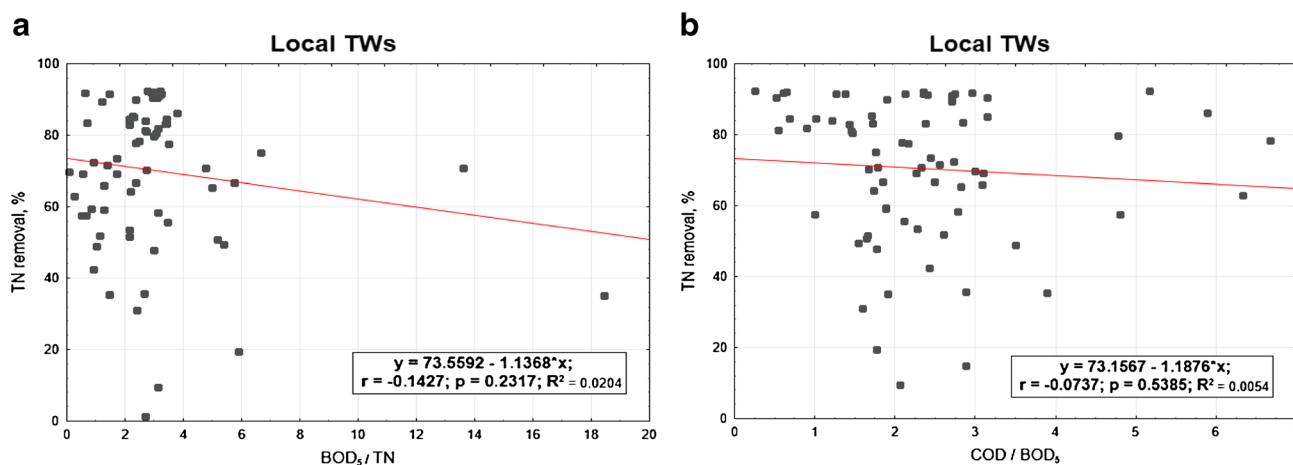 a
Local TWs
100
80
60
40
20
0
TN removal, %
0 2 4 6 8 10 12 14 16 18 20
BOD₅ / TN
y = 73.5592 - 1.1368*x;
r = -0.1427; p = 0.2317; R² = 0.0204
b
Local TWs
100
80
60
40
20
0
TN removal, %
0 1 2 3 4 5 6
COD / BOD₅
y = 73.1567 - 1.1876*x;
r = -0.0737; p = 0.5385; R² = 0.0054